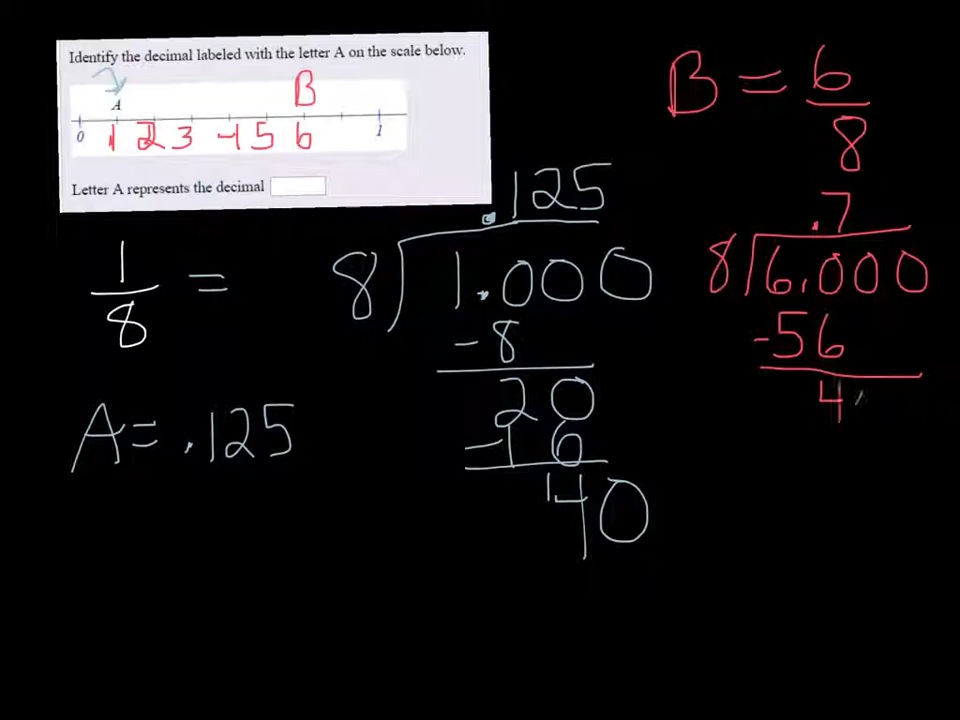 Identify the decimal labeled with the letter A on the scale below.
A B
0 1 2 3 4 5 6 1
Letter A represents the decimal
B = 6/8
.125
1/8 = 8 1.000
-8
20
-16
40
A = .125
.7
8 6.000
-56
4